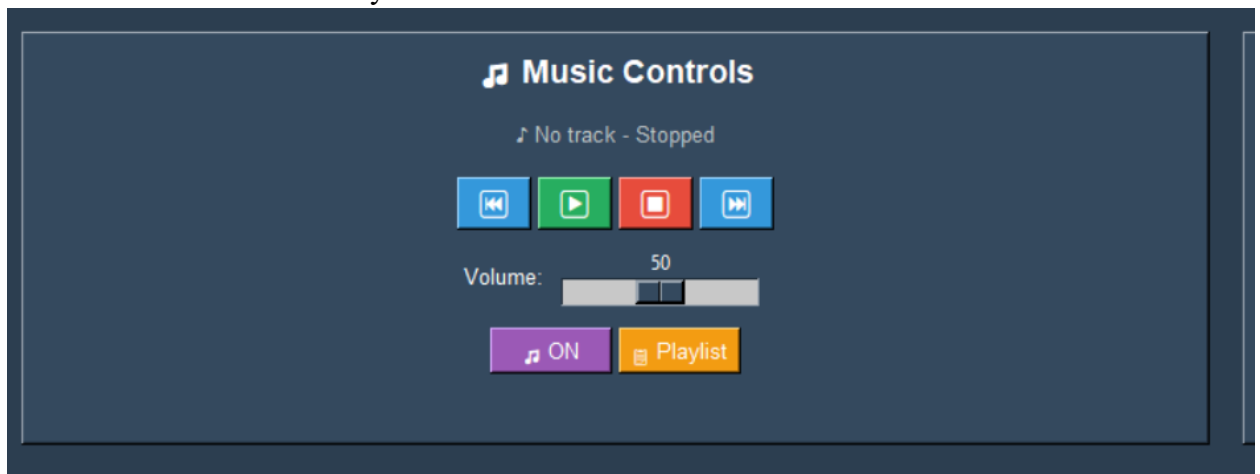 Music Controls
♪ No track - Stopped
50
Volume:
ON
Playlist